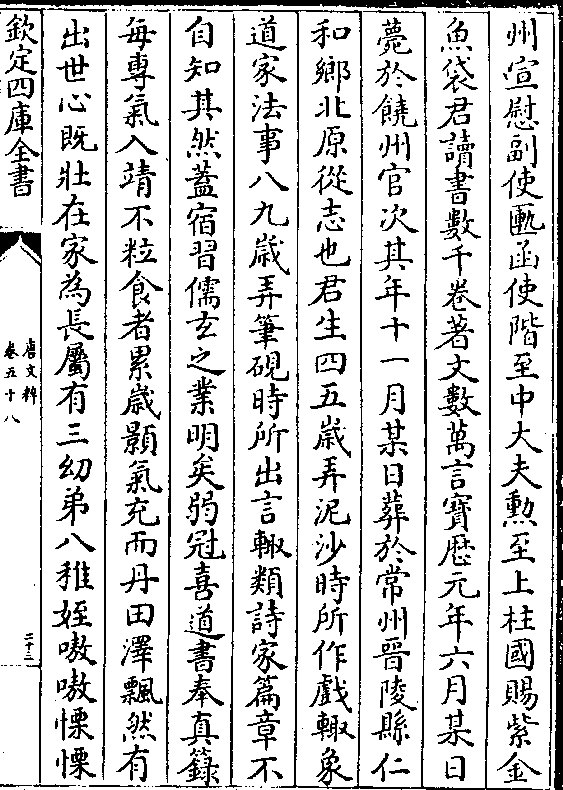 州宣慰副使匭函使階至中大夫勲至上柱國賜紫金
魚袋君讀書數千卷著文數萬言寶厯元年六月某日
薨於饒州官次其年十一月某日葬於常州晉陵縣仁
和鄉北原從志也君生四五嵗弄泥沙時所作戲輙象
道家法事八九嵗弄筆硯時所出言輙類詩家篇章不
自知其然葢宿習儒玄之業明矣弱冠喜道書奉真籙
每專氣入靖不粒食者累嵗顥氣充而丹田澤飄然有
出世心既壯在家為長屬有三幼弟八稚姪嗷嗷慄慄
欽定四庫全書
唐文粹
卷五十八
三十三